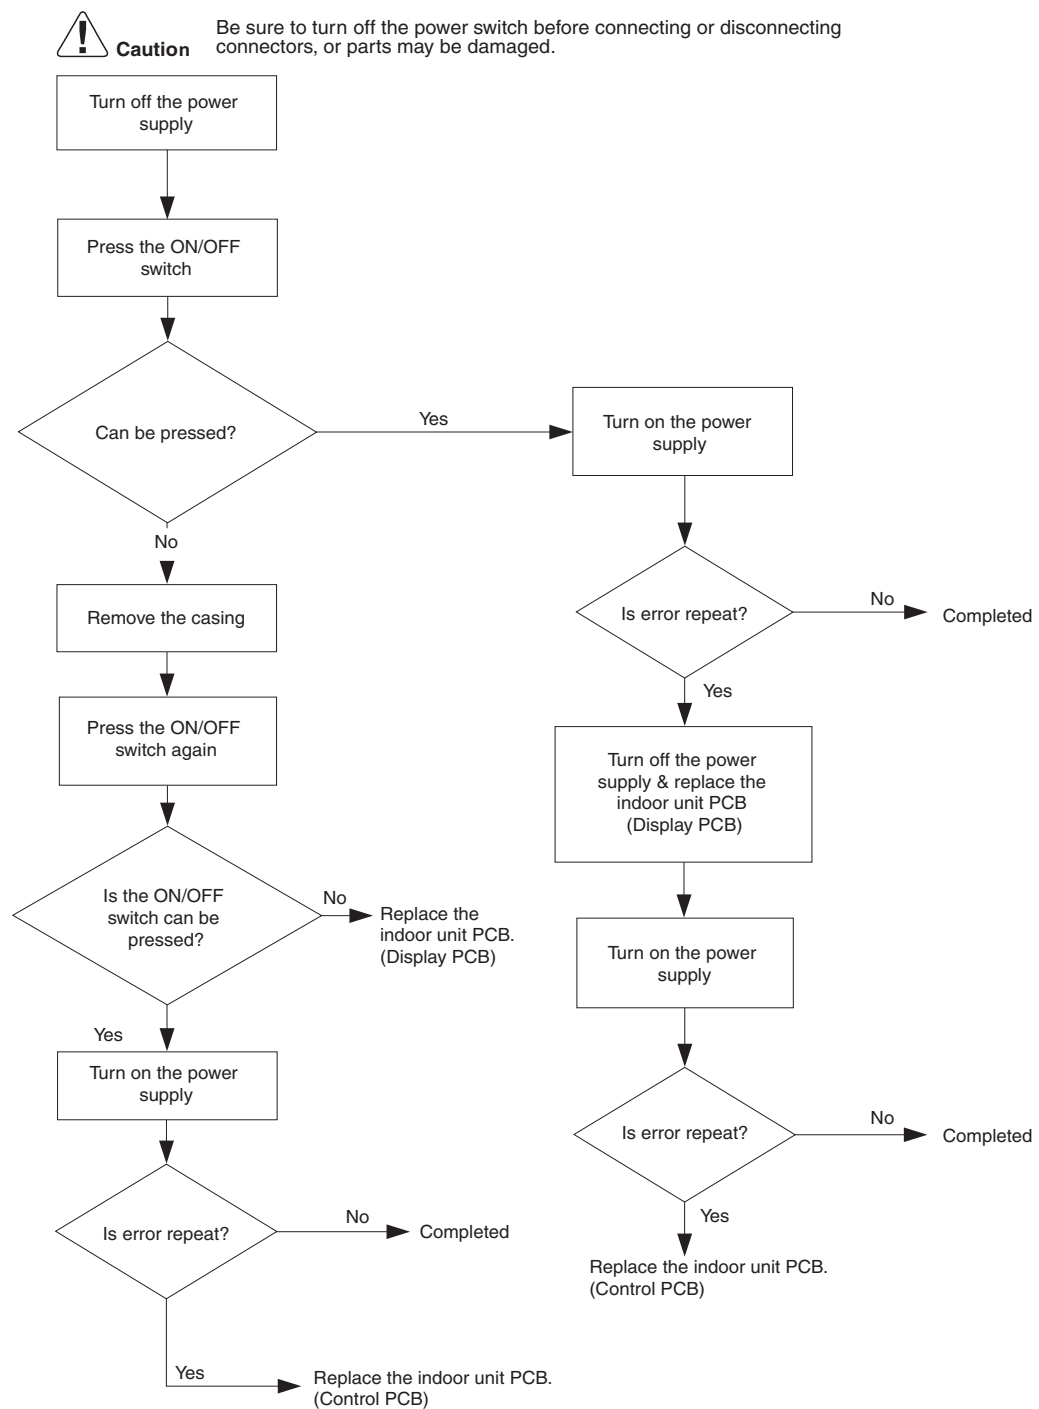 Caution
Be sure to turn off the power switch before connecting or disconnecting
connectors, or parts may be damaged.
Turn off the power
supply
Press the ON/OFF
switch
Can be pressed?
Yes
Turn on the power
supply
No
Remove the casing
Is error repeat?
No
Completed
Yes
Press the ON/OFF
switch again
Turn off the power
supply & replace the
indoor unit PCB
(Display PCB)
Is the ON/OFF
switch can be
pressed?
No
Replace the
indoor unit PCB.
(Display PCB)
Turn on the power
supply
Yes
Turn on the power
supply
Is error repeat?
No
Completed
Yes
Replace the indoor unit PCB.
(Control PCB)
Is error repeat?
No
Completed
Yes
Replace the indoor unit PCB.
(Control PCB)